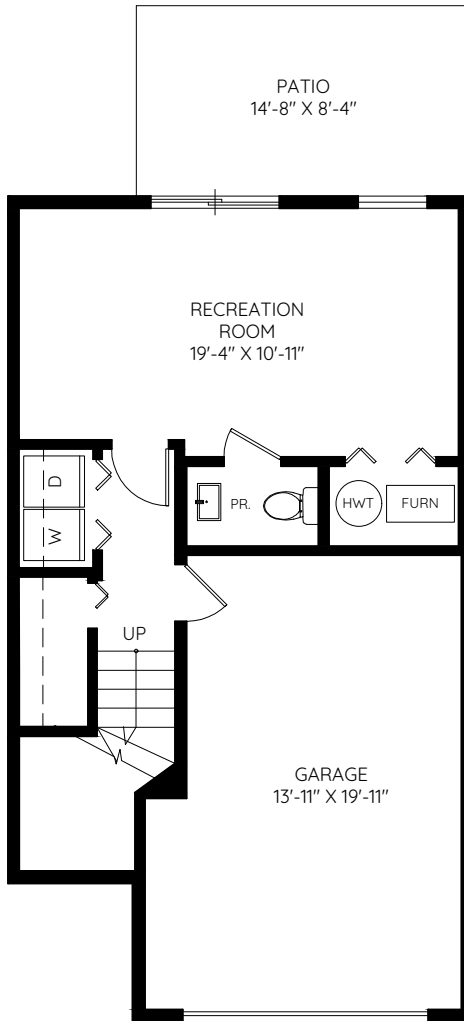 PATIO
14'-8" X 8'-4"
RECREATION
ROOM
19'-4" X 10'-11"
D
W
PR.
HWT
FURN
UP
GARAGE
13'-11" X 19'-11"